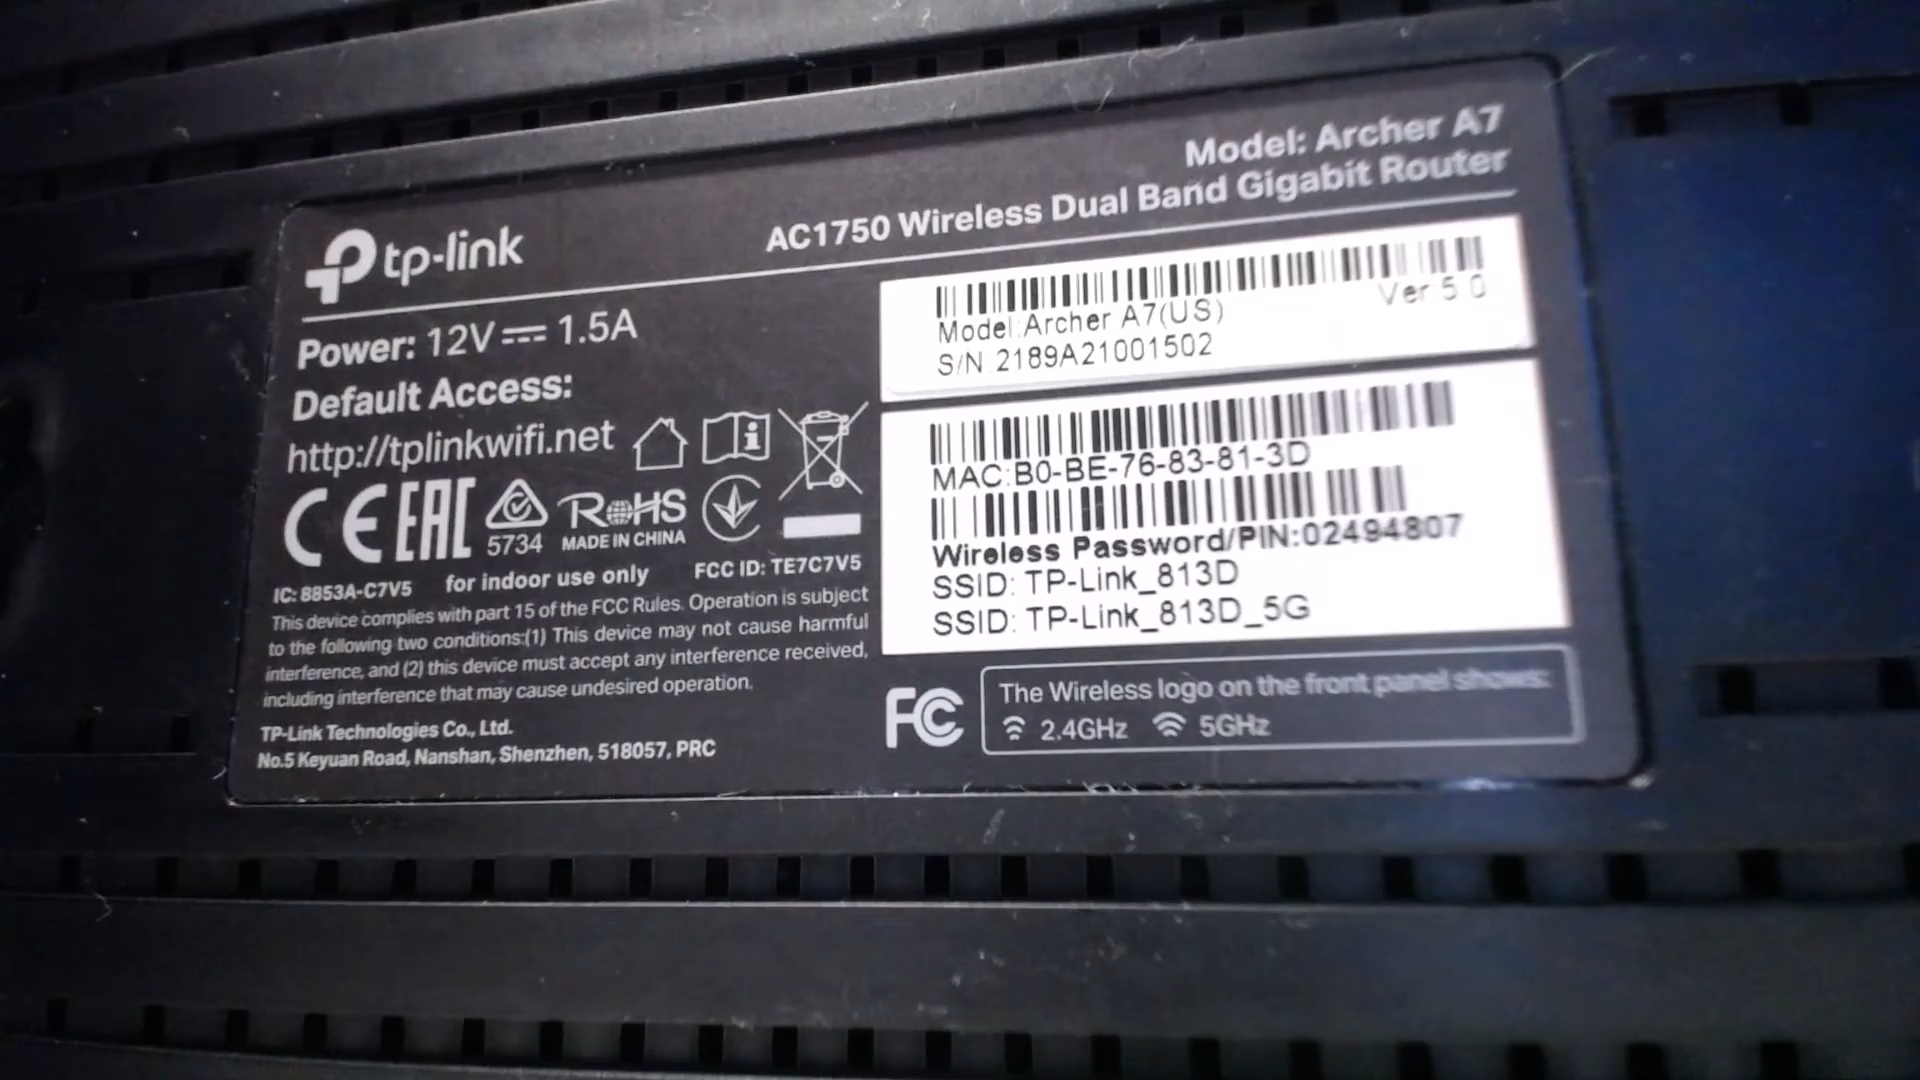 Model: Archer A7
AC1750 Wireless Dual Band Gigabit Router
tp-link
Power: 12V⎓1.5A
Default Access:
http://tplinkwifi.net
CE EAC 5734 RoHS
MADE IN CHINA
IC: 8853A-C7V5 for indoor use only FCC ID: TE7C7V5
This device complies with part 15 of the FCC Rules. Operation is subject
to the following two conditions:(1) This device may not cause harmful
interference, and (2) this device must accept any interference received,
including interference that may cause undesired operation.
TP-Link Technologies Co., Ltd.
No.5 Keyuan Road, Nanshan, Shenzhen, 518057, PRC
Model:Archer A7(US) Ver 5.0
S/N 2189A21001502
MAC:B0-BE-76-83-81-3D
Wireless Password/PIN:02494807
SSID: TP-Link_813D
SSID: TP-Link_813D_5G
FC
The Wireless logo on the front panel shows:
2.4GHz 5GHz